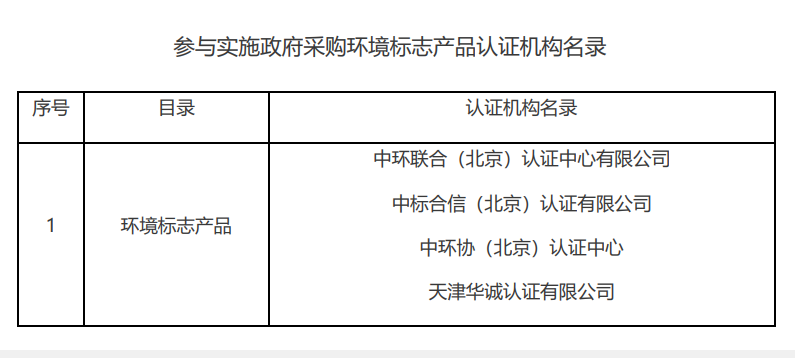 参与实施政府采购环境标志产品认证机构名录
序号 目录 认证机构名录
1 环境标志产品
中环联合（北京）认证中心有限公司
中标合信（北京）认证有限公司
中环协（北京）认证中心
天津华诚认证有限公司